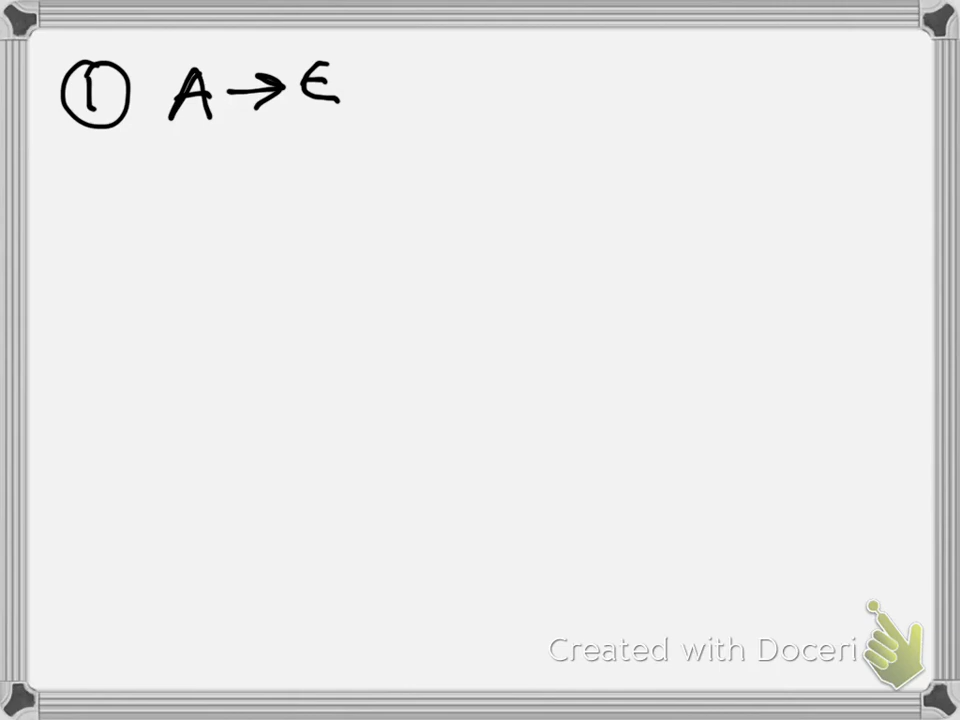 ① A → ε
Created with Doceri